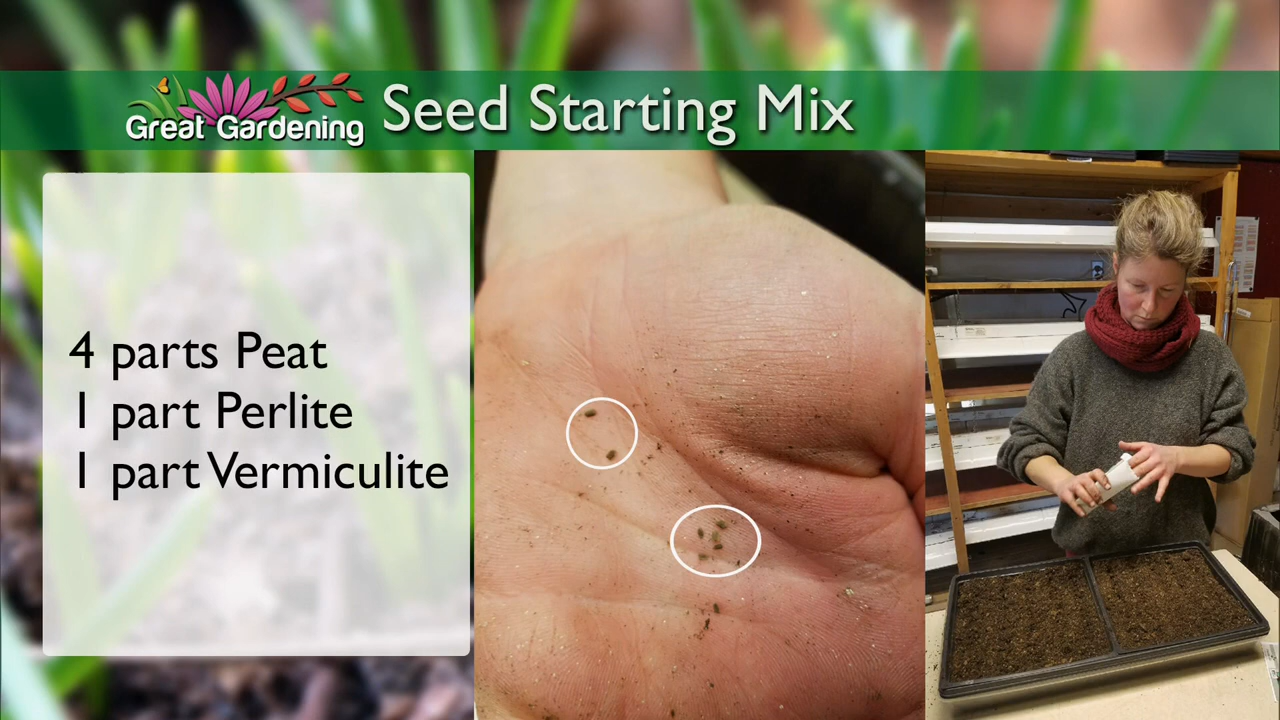 Great Gardening
Seed Starting Mix
4 parts Peat
1 part Perlite
1 part Vermiculite